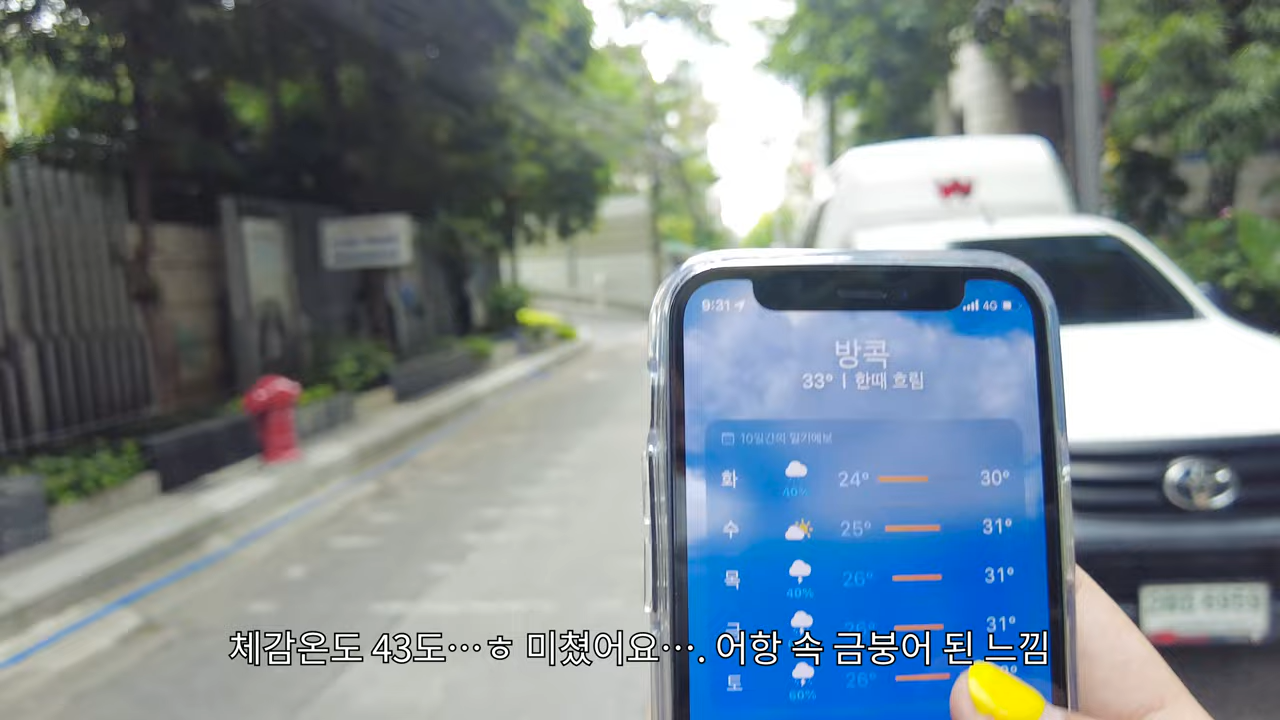 9:31
4G
방콕
33° | 한때 흐림
10일간의 일기예보
화 40% 24° 30°
수 25° 31°
목 40% 26° 31°
금 26° 31°
토 60% 26°
체감온도 43도…ㅎ 미쳤어요…. 어항 속 금붕어 된 느낌